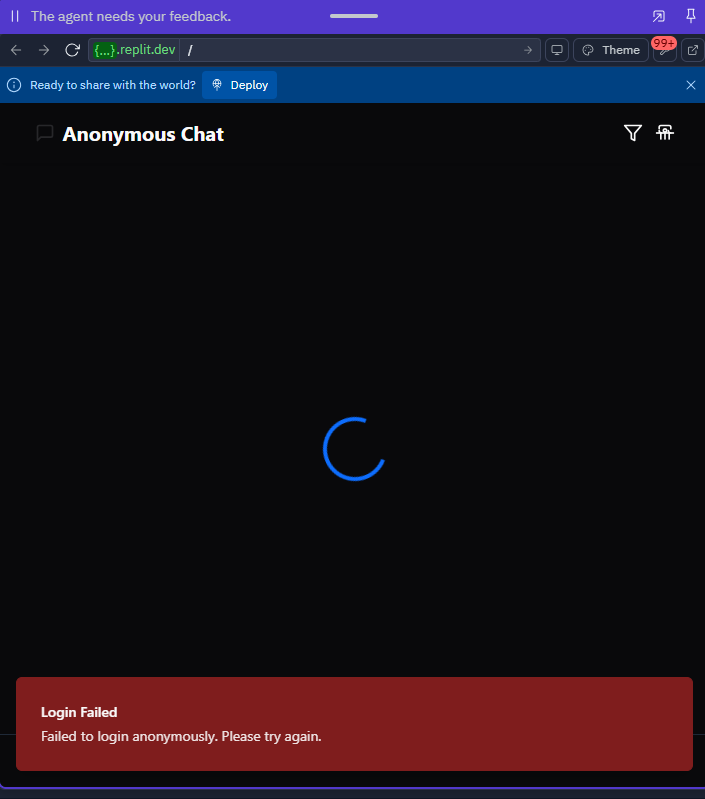 The agent needs your feedback.
{...}.replit.dev /
Theme
99+
Ready to share with the world?
Deploy
Anonymous Chat
Login Failed
Failed to login anonymously. Please try again.